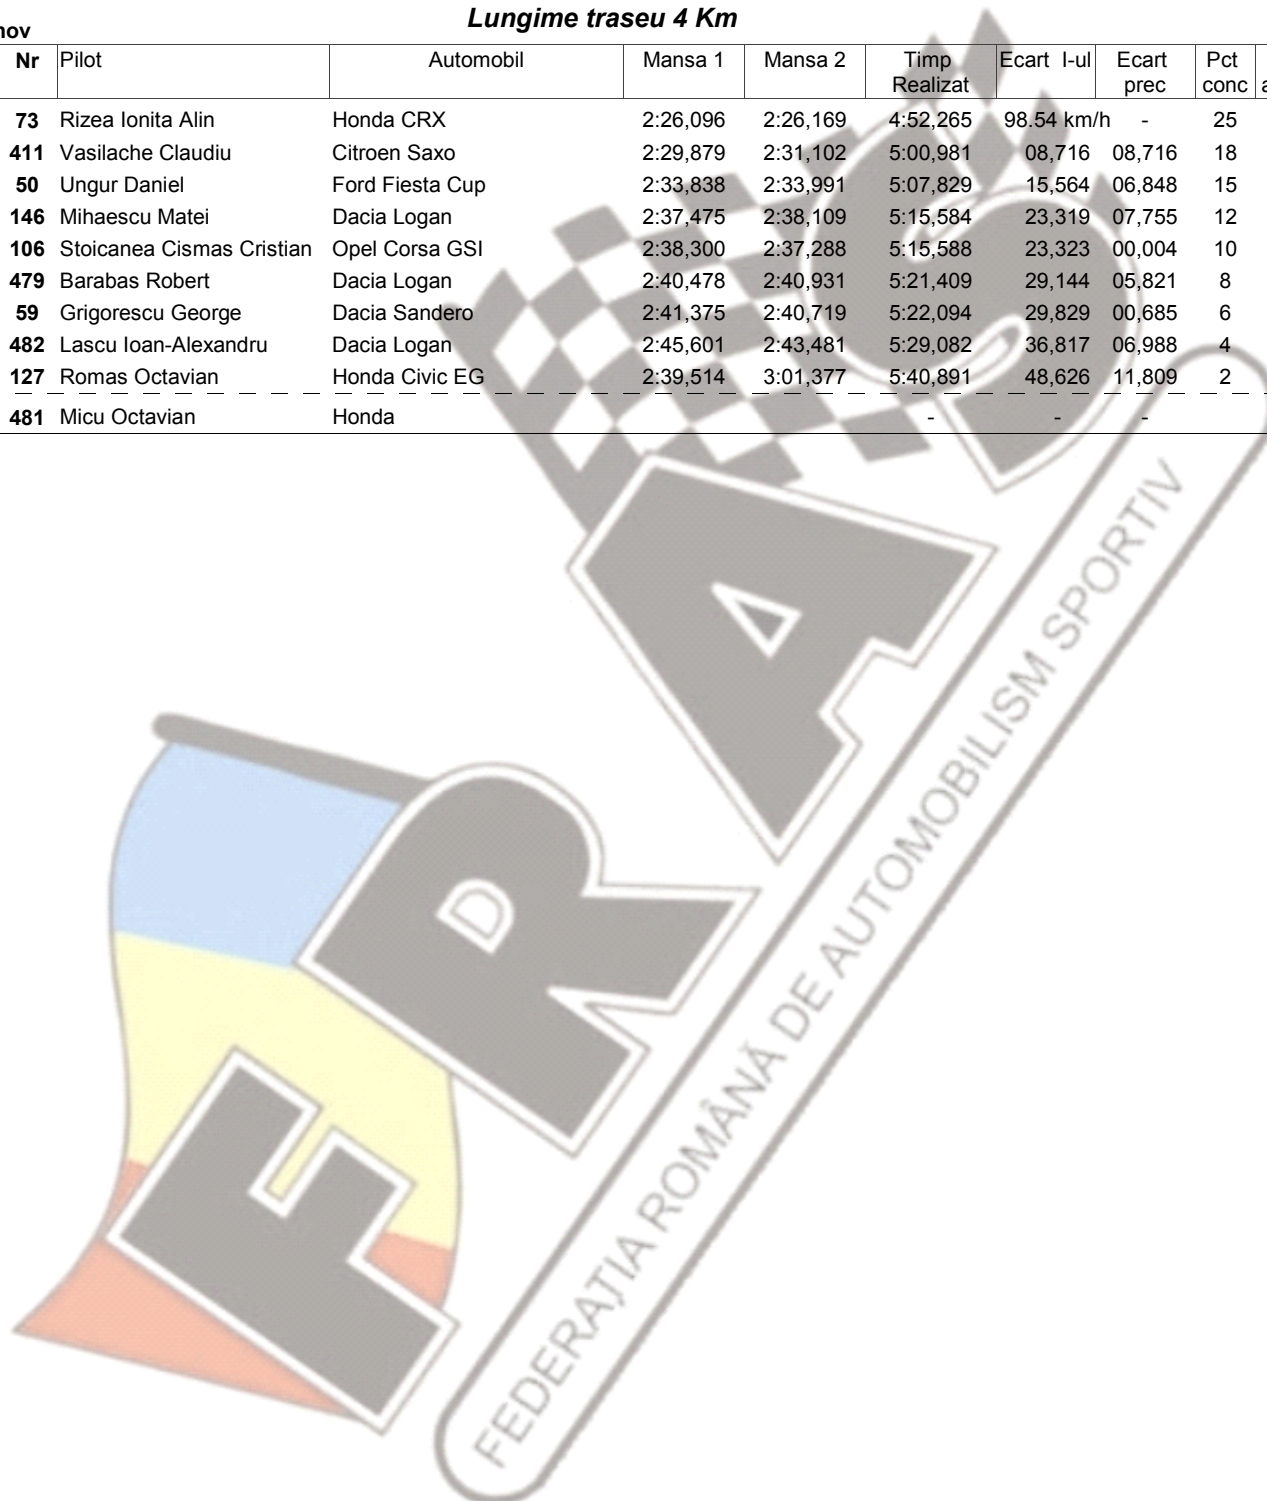 Lungime traseu 4 Km
nov
Nr Pilot Automobil Mansa 1 Mansa 2 Timp Realizat Ecart I-ul Ecart prec Pct conc a
73 Rizea Ionita Alin Honda CRX 2:26,096 2:26,169 4:52,265 98.54 km/h - 25
411 Vasilache Claudiu Citroen Saxo 2:29,879 2:31,102 5:00,981 08,716 08,716 18
50 Ungur Daniel Ford Fiesta Cup 2:33,838 2:33,991 5:07,829 15,564 06,848 15
146 Mihaescu Matei Dacia Logan 2:37,475 2:38,109 5:15,584 23,319 07,755 12
106 Stoicanea Cismas Cristian Opel Corsa GSI 2:38,300 2:37,288 5:15,588 23,323 00,004 10
479 Barabas Robert Dacia Logan 2:40,478 2:40,931 5:21,409 29,144 05,821 8
59 Grigorescu George Dacia Sandero 2:41,375 2:40,719 5:22,094 29,829 00,685 6
482 Lascu Ioan-Alexandru Dacia Logan 2:45,601 2:43,481 5:29,082 36,817 06,988 4
127 Romas Octavian Honda Civic EG 2:39,514 3:01,377 5:40,891 48,626 11,809 2
481 Micu Octavian Honda - - -
FRAS
FEDERAȚIA ROMÂNĂ DE AUTOMOBILISM SPORTIV